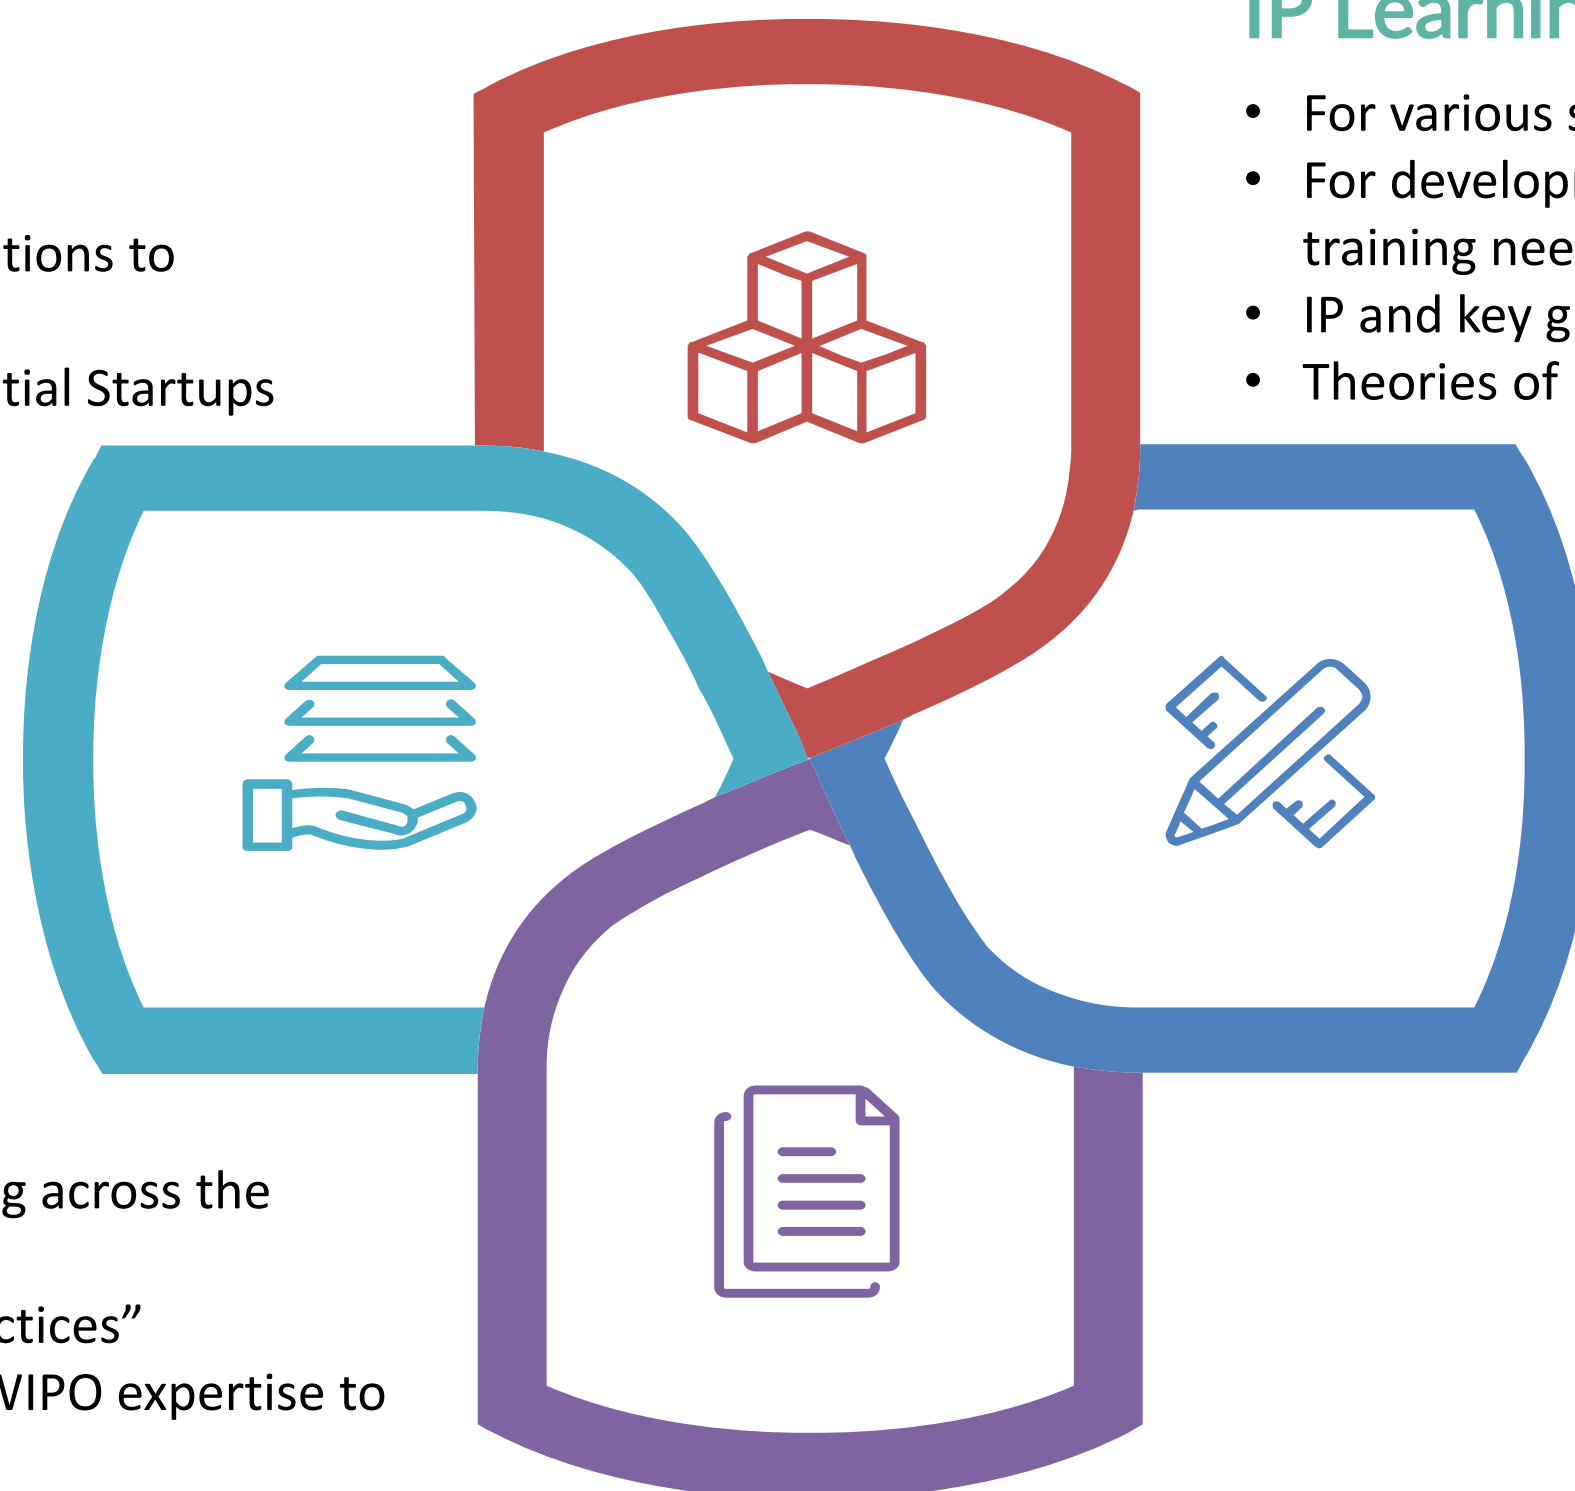 IP Learnin
• For various s
• For develop
training nee
• IP and key g
• Theories of
tions to
tial Startups
g across the
ctices”
WIPO expertise to